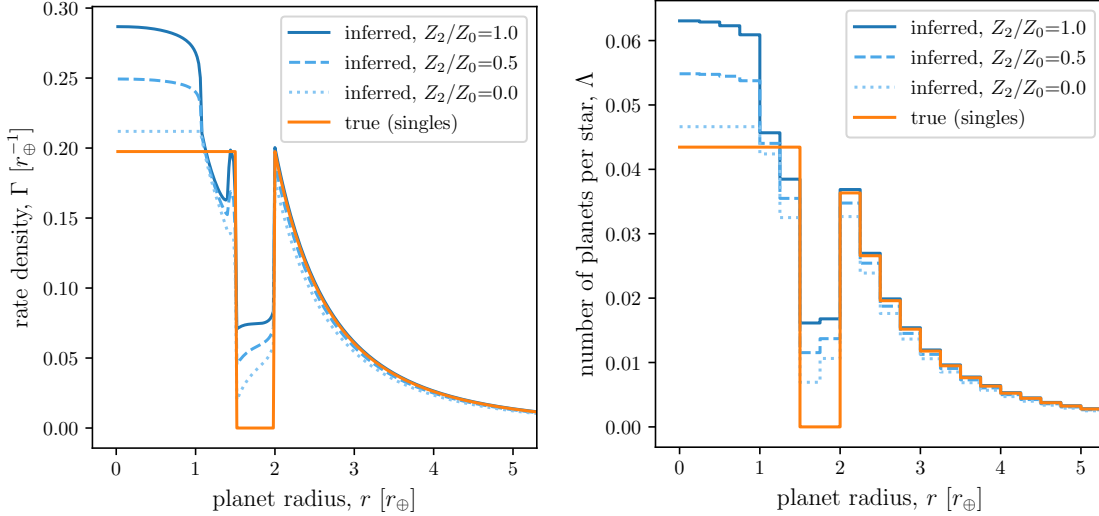 rate density, Γ [r⊕⁻¹]
0.30
0.25
0.20
0.15
0.10
0.05
0.00
0
1
2
3
4
5
planet radius, r [r⊕]
inferred, Z₂/Z₀=1.0
inferred, Z₂/Z₀=0.5
inferred, Z₂/Z₀=0.0
true (singles)
number of planets per star, Λ
0.06
0.05
0.04
0.03
0.02
0.01
0.00
0
1
2
3
4
5
planet radius, r [r⊕]
inferred, Z₂/Z₀=1.0
inferred, Z₂/Z₀=0.5
inferred, Z₂/Z₀=0.0
true (singles)